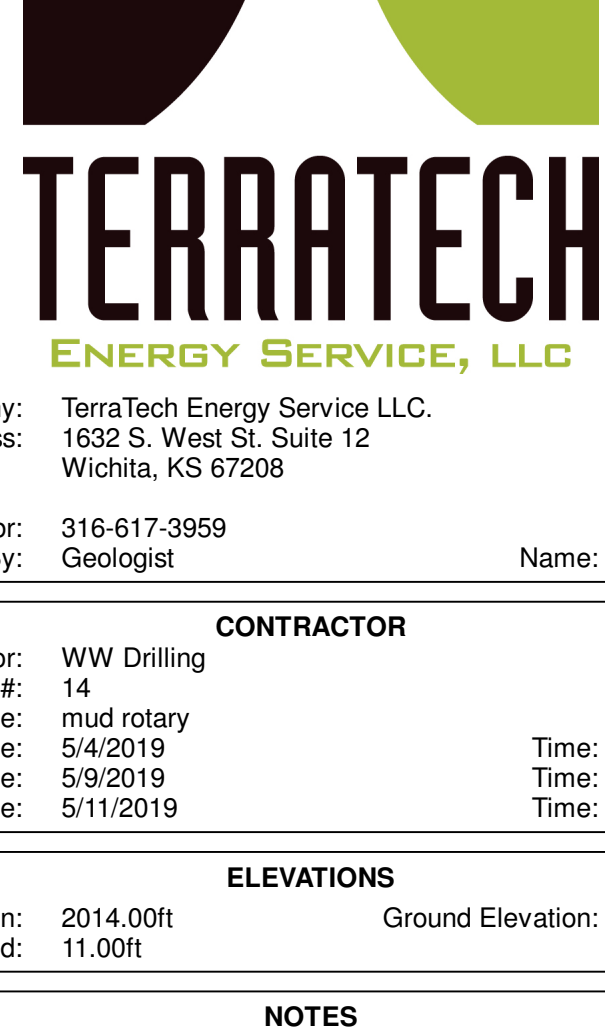 TERRATECH
ENERGY SERVICE, LLC
y: TerraTech Energy Service LLC.
ss: 1632 S. West St. Suite 12
Wichita, KS 67208
or: 316-617-3959
y: Geologist Name:
CONTRACTOR
or: WW Drilling
#: 14
e: mud rotary
e: 5/4/2019 Time:
e: 5/9/2019 Time:
e: 5/11/2019 Time:
ELEVATIONS
n: 2014.00ft Ground Elevation:
d: 11.00ft
NOTES